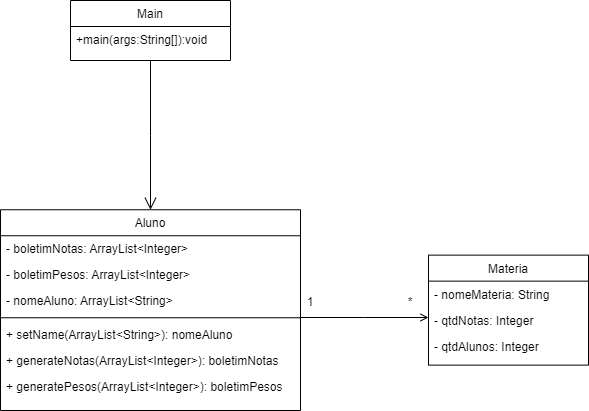 Main
+main(args:String[]):void
Aluno
- boletimNotas: ArrayList<Integer>
- boletimPesos: ArrayList<Integer>
- nomeAluno: ArrayList<String>
+ setName(ArrayList<String>): nomeAluno
+ generateNotas(ArrayList<Integer>): boletimNotas
+ generatePesos(ArrayList<Integer>): boletimPesos
1
*
Materia
- nomeMateria: String
- qtdNotas: Integer
- qtdAlunos: Integer